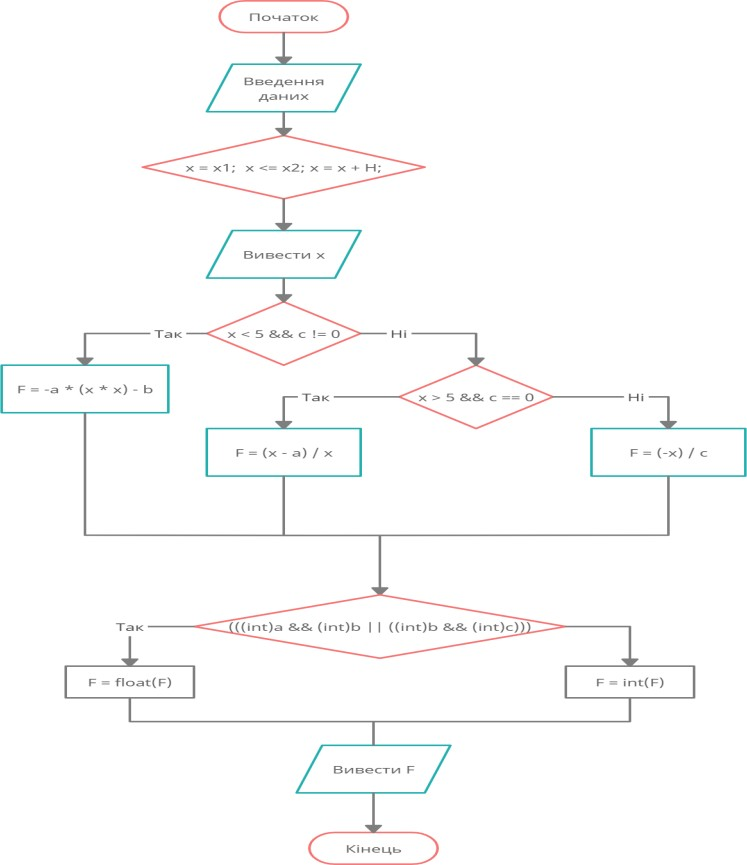 Початок
Введення
даних
x = x1; x <= x2; x = x + H;
Вивести x
Так
x < 5 && c != 0
Ні
F = -a * (x * x) - b
Так
x > 5 && c == 0
Ні
F = (x - a) / x
F = (-x) / c
Так
(((int)a && (int)b || ((int)b && (int)c)))
F = float(F)
F = int(F)
Вивести F
Кінець